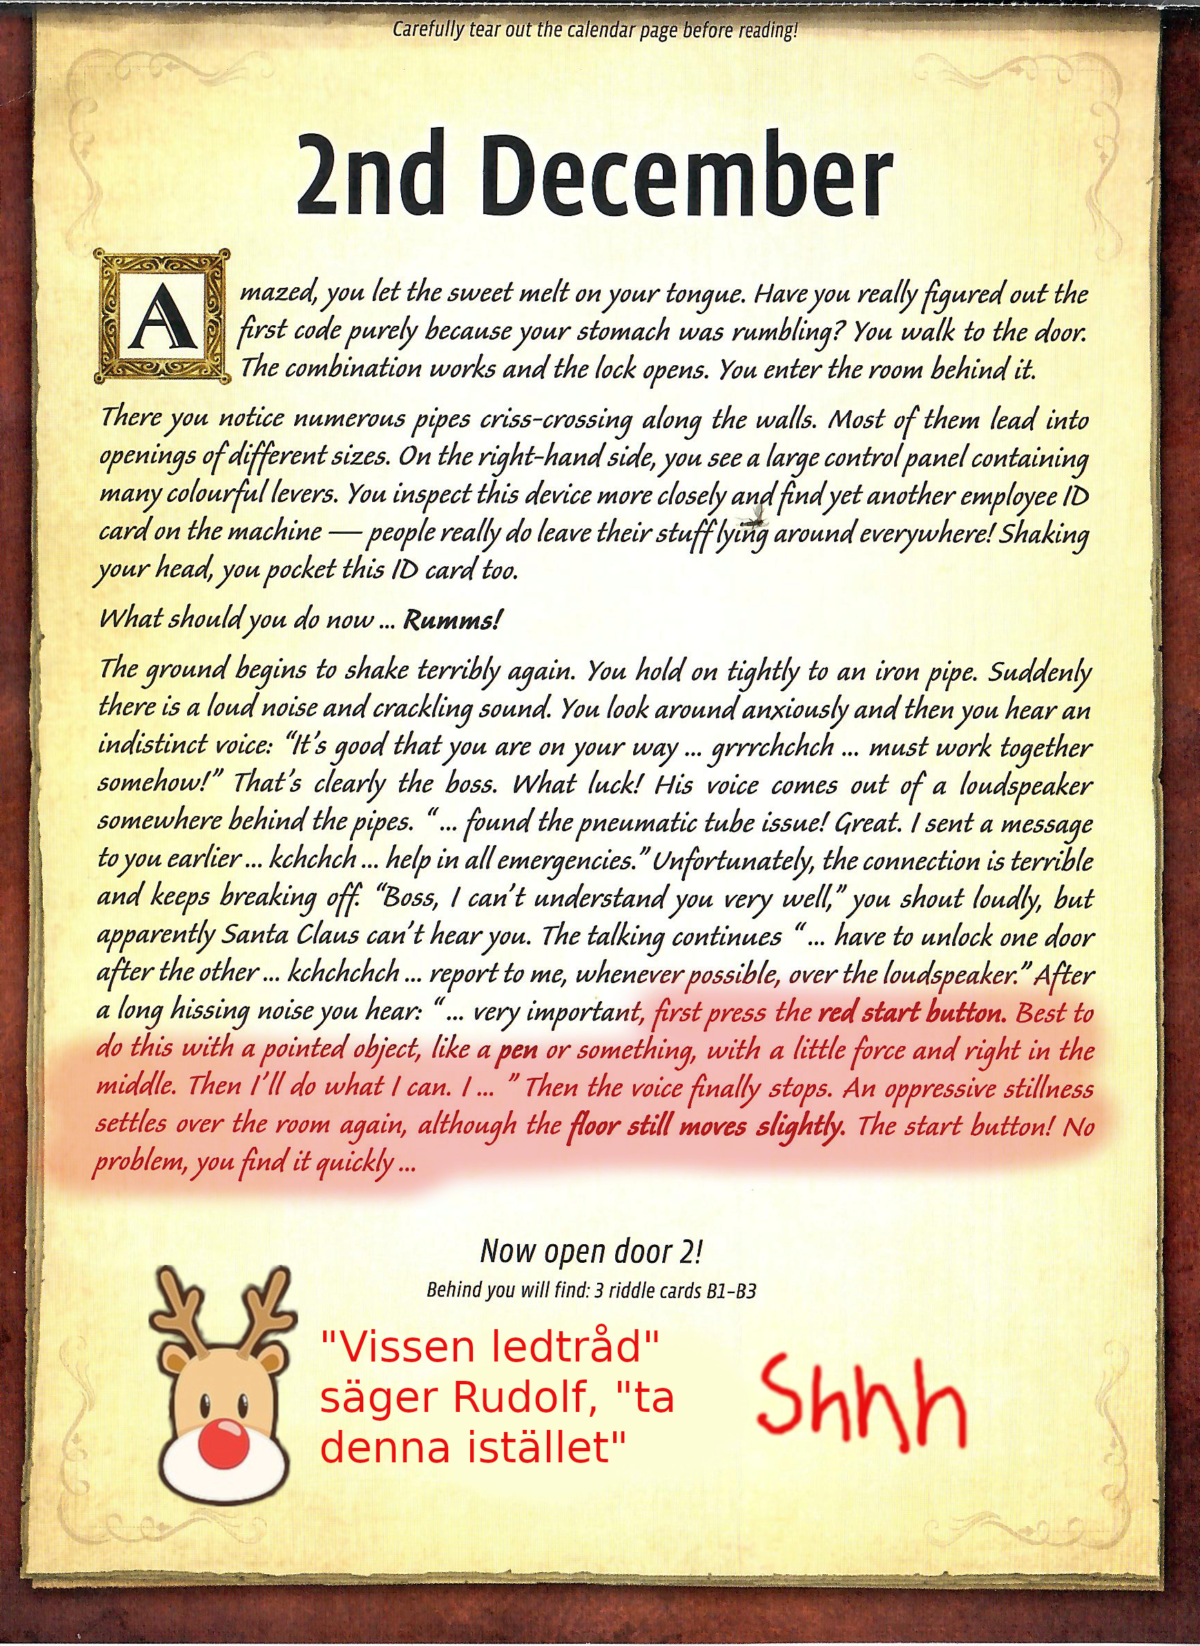 Carefully tear out the calendar page before reading!
2nd December
Amazed, you let the sweet melt on your tongue. Have you really figured out the
first code purely because your stomach was rumbling? You walk to the door.
The combination works and the lock opens. You enter the room behind it.
There you notice numerous pipes criss-crossing along the walls. Most of them lead into
openings of different sizes. On the right-hand side, you see a large control panel containing
many colourful levers. You inspect this device more closely and find yet another employee ID
card on the machine — people really do leave their stuff lying around everywhere! Shaking
your head, you pocket this ID card too.
What should you do now ... Rumms!
The ground begins to shake terribly again. You hold on tightly to an iron pipe. Suddenly
there is a loud noise and crackling sound. You look around anxiously and then you hear an
indistinct voice: “It’s good that you are on your way ... grrrchchch ... must work together
somehow!” That’s clearly the boss. What luck! His voice comes out of a loudspeaker
somewhere behind the pipes. “ ... found the pneumatic tube issue! Great. I sent a message
to you earlier ... kchchch ... help in all emergencies.” Unfortunately, the connection is terrible
and keeps breaking off. “Boss, I can’t understand you very well,” you shout loudly, but
apparently Santa Claus can’t hear you. The talking continues “ ... have to unlock one door
after the other ... kchchchch ... report to me, whenever possible, over the loudspeaker.” After
a long hissing noise you hear: “ ... very important, first press the red start button. Best to
do this with a pointed object, like a pen or something, with a little force and right in the
middle. Then I’ll do what I can. I ... ” Then the voice finally stops. An oppressive stillness
settles over the room again, although the floor still moves slightly. The start button! No
problem, you find it quickly ...
Now open door 2!
Behind you will find: 3 riddle cards B1–B3
"Vissen ledtråd"
säger Rudolf, "ta
denna istället"
Shhh